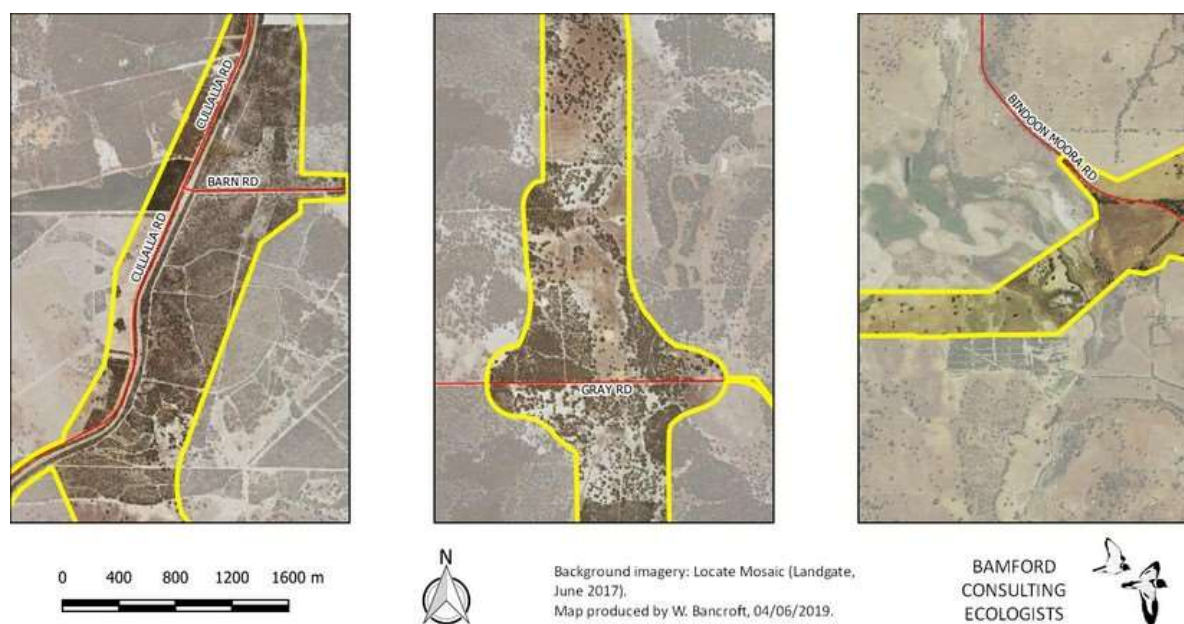 CULLALLA RD
BARN RD
CULLALLA RD
GRAY RD
BINDOON MOORA RD
0 400 800 1200 1600 m
N
Background imagery: Locate Mosaic (Landgate,
June 2017).
Map produced by W. Bancroft, 04/06/2019.
BAMFORD
CONSULTING
ECOLOGISTS